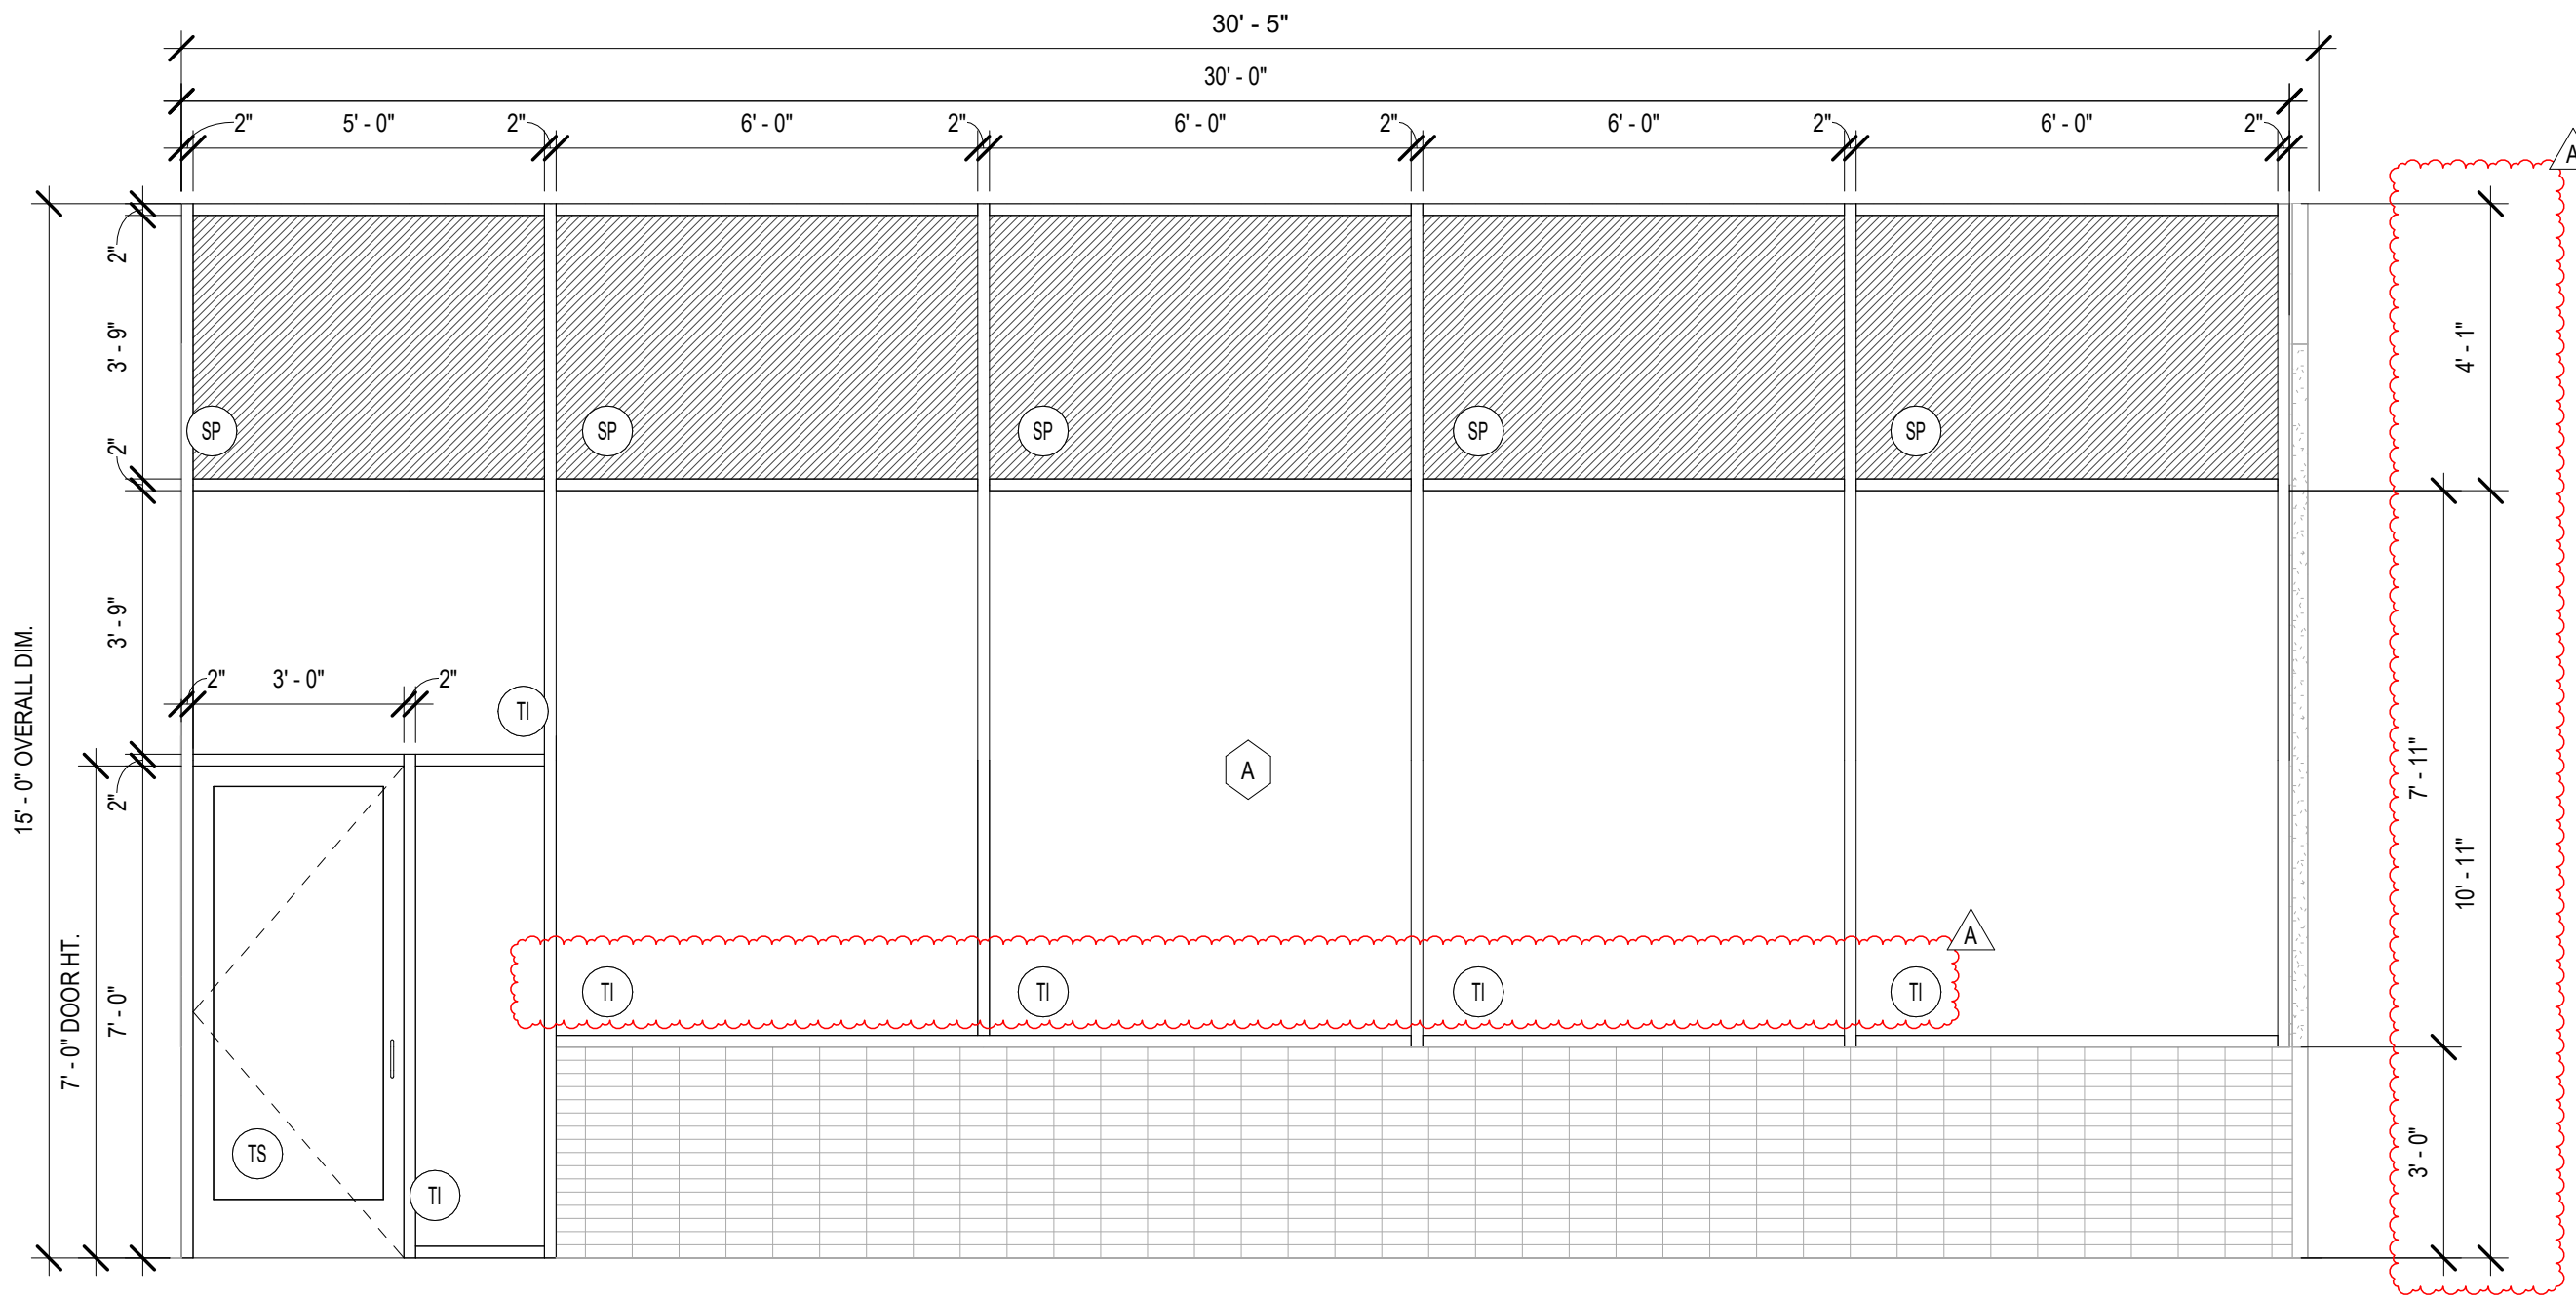 30' - 5"
30' - 0"
2" 5' - 0" 2" 6' - 0" 2" 6' - 0" 2" 6' - 0" 2" 6' - 0" 2"
A
2"
3' - 9"
4' - 1"
SP SP SP SP SP
2"
3' - 9"
15' - 0" OVERALL DIM.
2" 3' - 0" 2"
TI
A
7' - 11"
2"
10' - 11"
A
7' - 0" DOOR HT.
7' - 0"
TI TI TI TI
TS
3' - 0"
TI